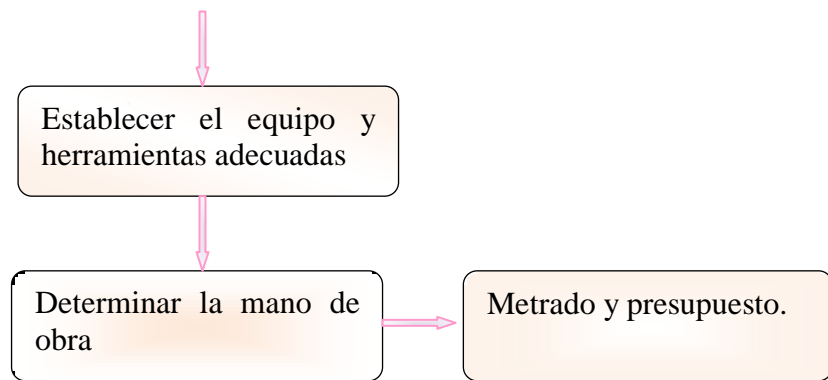 Establecer el equipo y
herramientas adecuadas
Determinar la mano de
obra
Metrado y presupuesto.